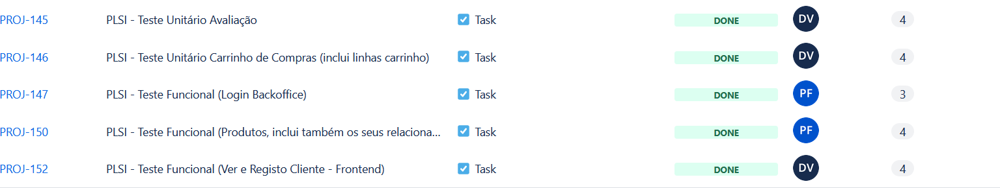 PROJ-145 PLSI - Teste Unitário Avaliação Task DONE DV 4
PROJ-146 PLSI - Teste Unitário Carrinho de Compras (inclui linhas carrinho) Task DONE DV 4
PROJ-147 PLSI - Teste Funcional (Login Backoffice) Task DONE PF 3
PROJ-150 PLSI - Teste Funcional (Produtos, inclui também os seus relaciona... Task DONE PF 4
PROJ-152 PLSI - Teste Funcional (Ver e Registo Cliente - Frontend) Task DONE DV 4